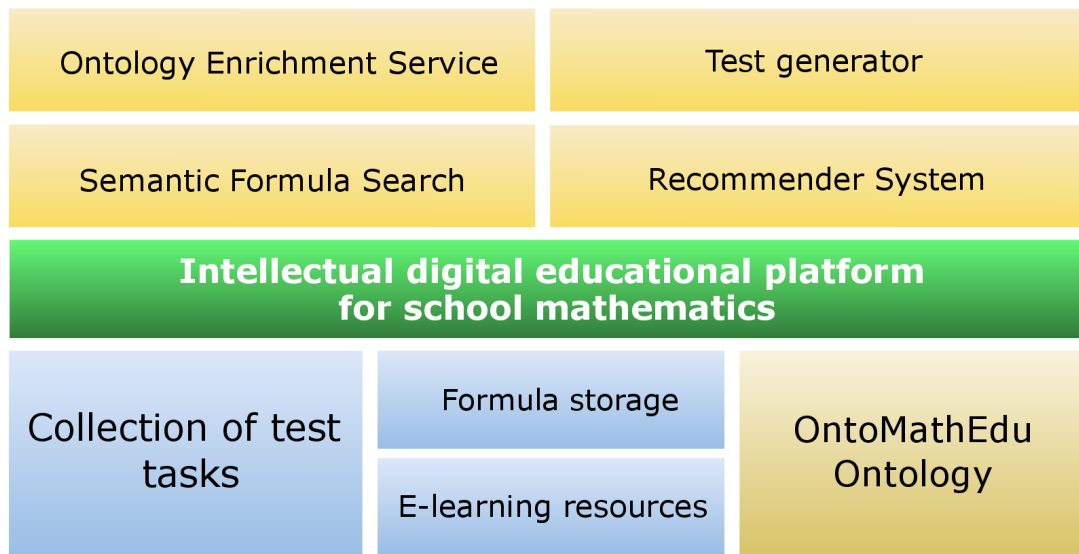 Ontology Enrichment Service
Test generator
Semantic Formula Search
Recommender System
Intellectual digital educational platform
for school mathematics
Collection of test
tasks
Formula storage
E-learning resources
OntoMathEdu
Ontology